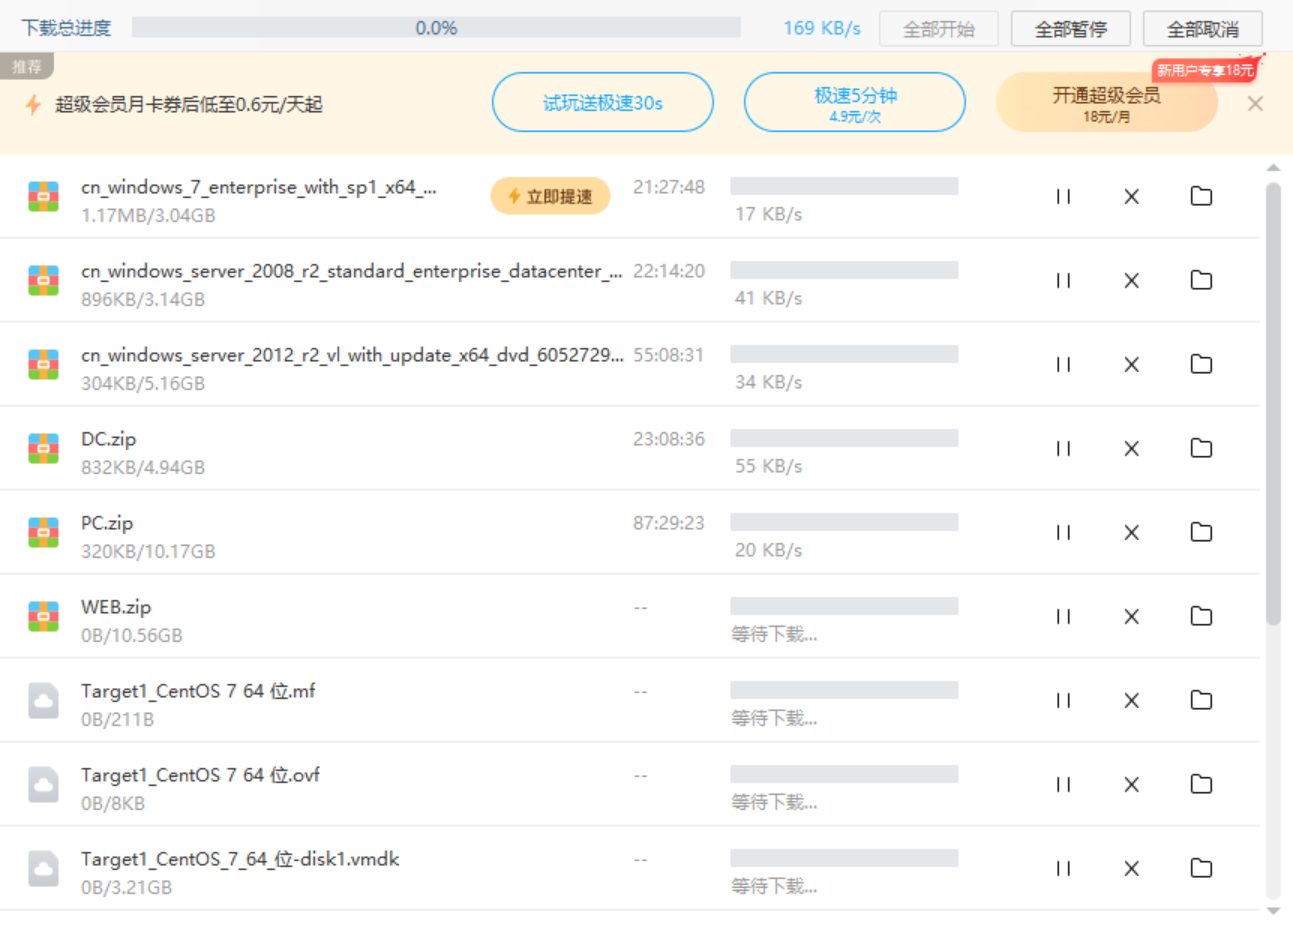 下载总进度 0.0% 169 KB/s 全部开始 全部暂停 全部取消
推荐
新用户专享18元
超级会员月卡券后低至0.6元/天起
试玩送极速30s
极速5分钟
4.9元/次
开通超级会员
18元/月
cn_windows_7_enterprise_with_sp1_x64_... 立即提速 21:27:48
1.17MB/3.04GB 17 KB/s
cn_windows_server_2008_r2_standard_enterprise_datacenter_... 22:14:20
896KB/3.14GB 41 KB/s
cn_windows_server_2012_r2_vl_with_update_x64_dvd_6052729... 55:08:31
304KB/5.16GB 34 KB/s
DC.zip 23:08:36
832KB/4.94GB 55 KB/s
PC.zip 87:29:23
320KB/10.17GB 20 KB/s
WEB.zip --
0B/10.56GB 等待下载...
Target1_CentOS 7 64 位.mf --
0B/211B 等待下载...
Target1_CentOS 7 64 位.ovf --
0B/8KB 等待下载...
Target1_CentOS_7_64_位-disk1.vmdk --
0B/3.21GB 等待下载...